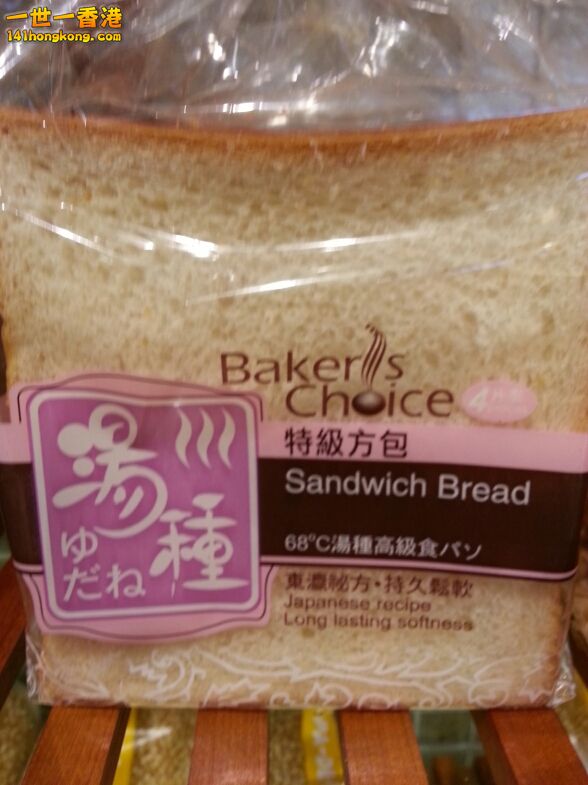 一世一香港
141hongkong.com
Baker's
Choice
4片裝
特級方包
Sandwich Bread
湯種
ゆだね
68°C湯種高級食パン
東瀛祕方·持久鬆軟
Japanese recipe
Long lasting softness